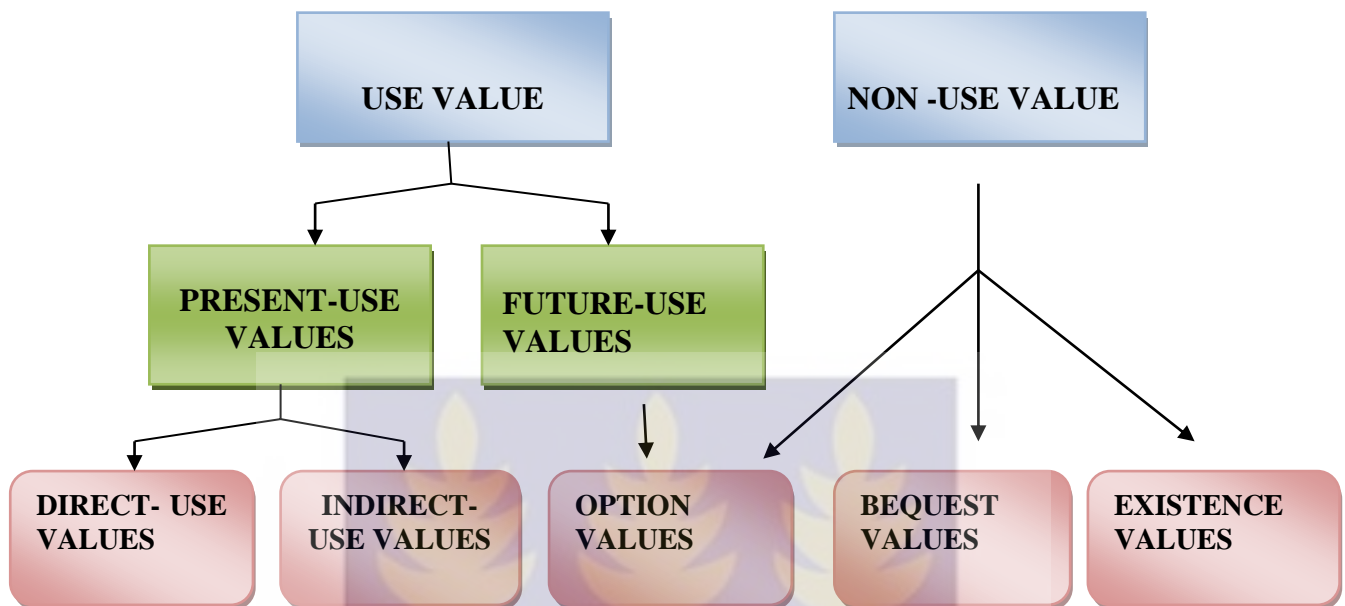 USE VALUE
NON -USE VALUE
PRESENT-USE
VALUES
FUTURE-USE
VALUES
DIRECT- USE
VALUES
INDIRECT-
USE VALUES
OPTION
VALUES
BEQUEST
VALUES
EXISTENCE
VALUES